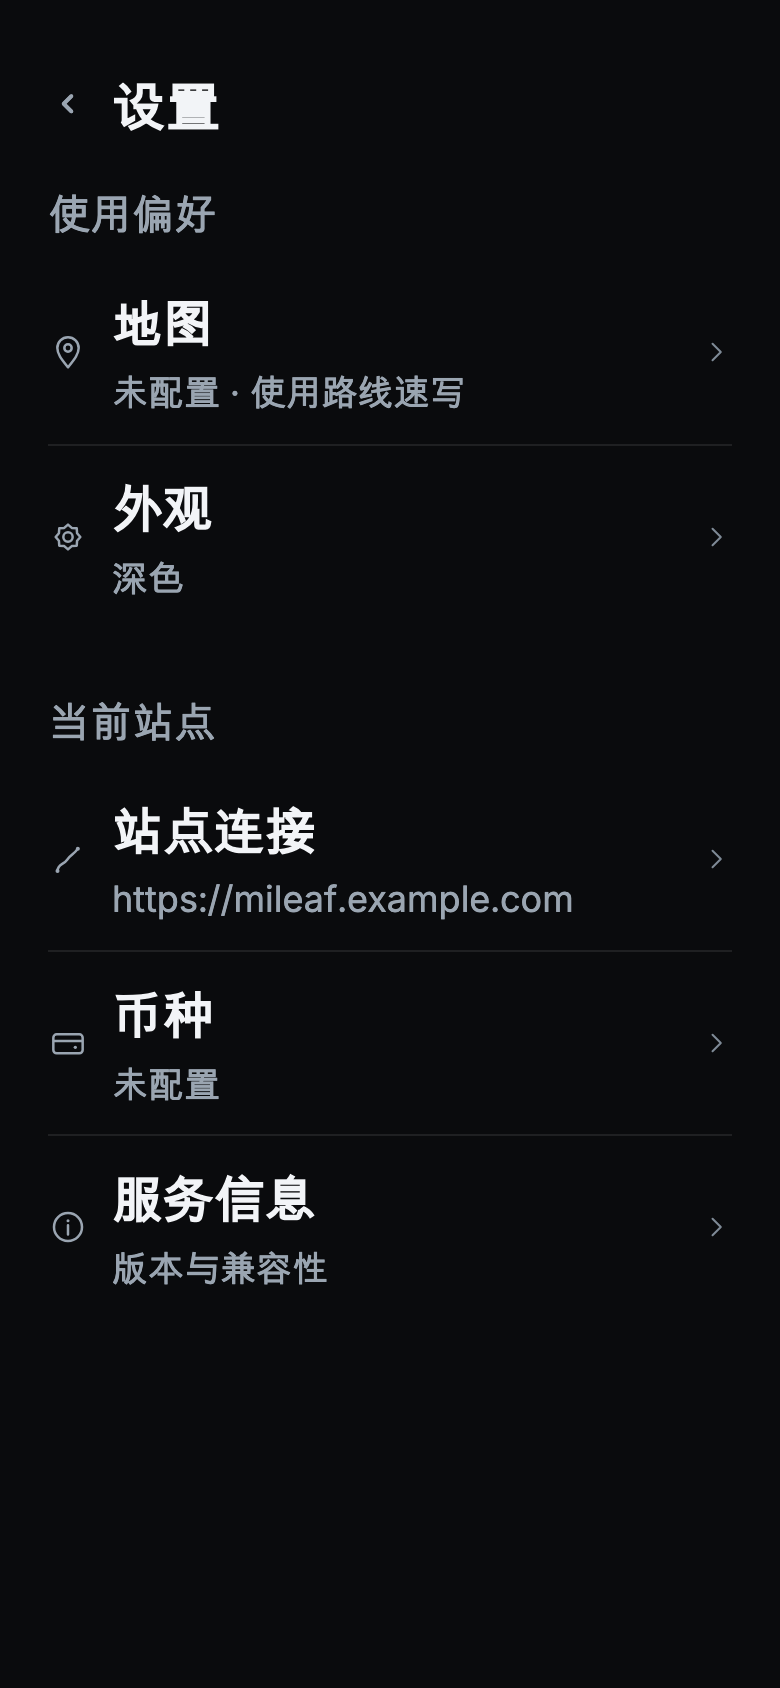 设置
使用偏好
地图
未配置 · 使用路线速写
外观
深色
当前站点
站点连接
https://mileaf.example.com
币种
未配置
服务信息
版本与兼容性